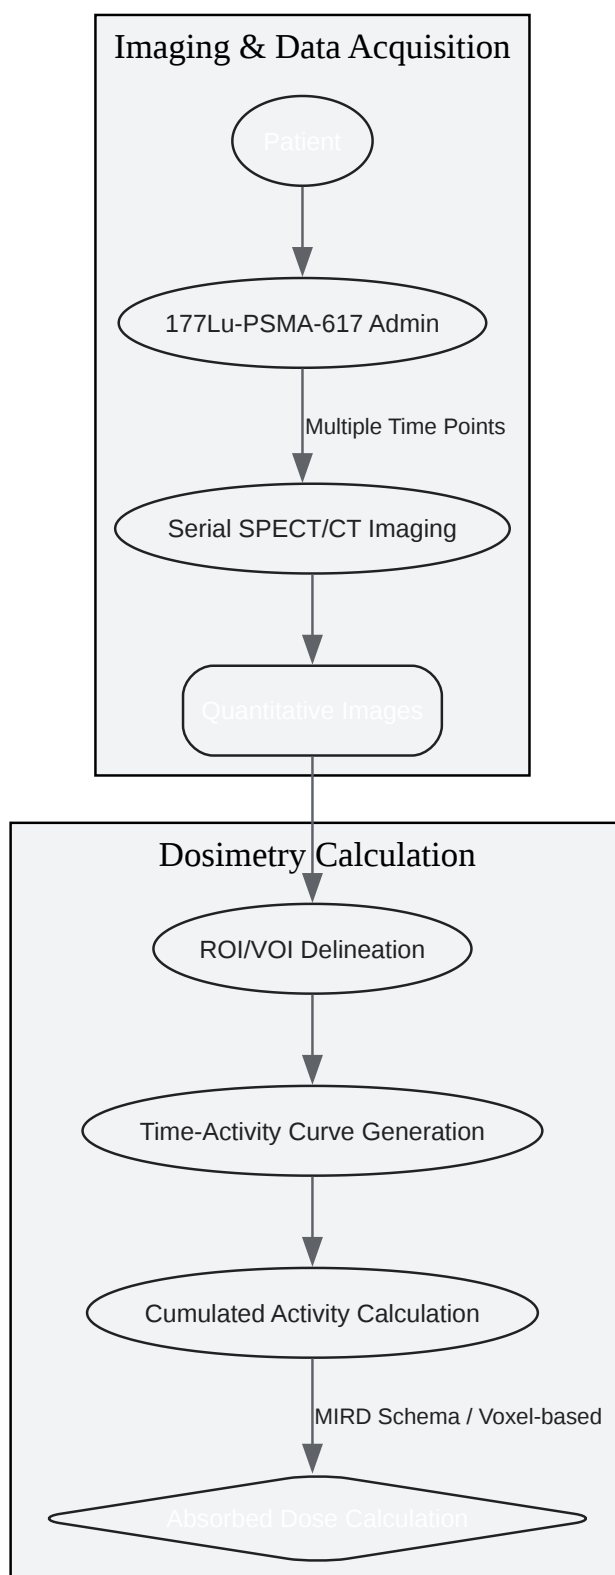 Imaging & Data Acquisition
Patient
177Lu-PSMA-617 Admin
Multiple Time Points
Serial SPECT/CT Imaging
Quantitative Images
Dosimetry Calculation
ROI/VOI Delineation
Time-Activity Curve Generation
Cumulated Activity Calculation
MIRD Schema / Voxel-based
Absorbed Dose Calculation